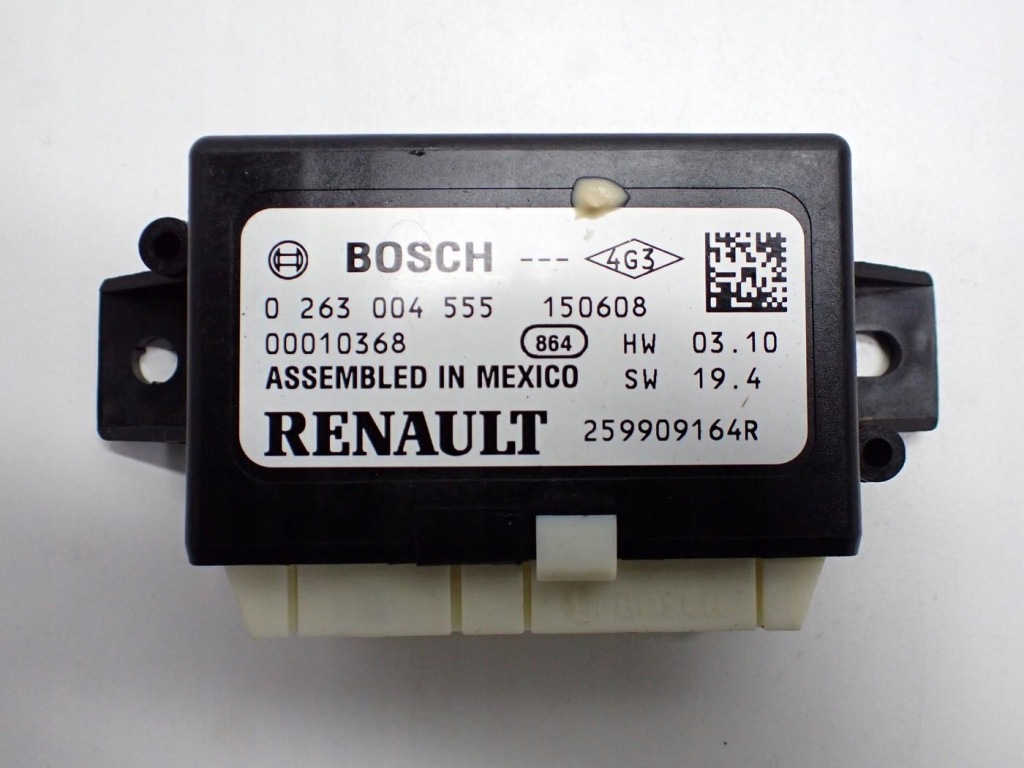 BOSCH --- 4G3
0 263 004 555 150608
00010368 864 HW 03.10
ASSEMBLED IN MEXICO SW 19.4
RENAULT 259909164R
BOSCH